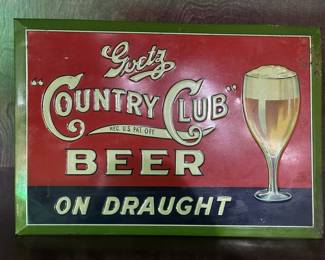 Goetz
"COUNTRY CLUB"
REG. U.S. PAT. OFF.
BEER
ON DRAUGHT